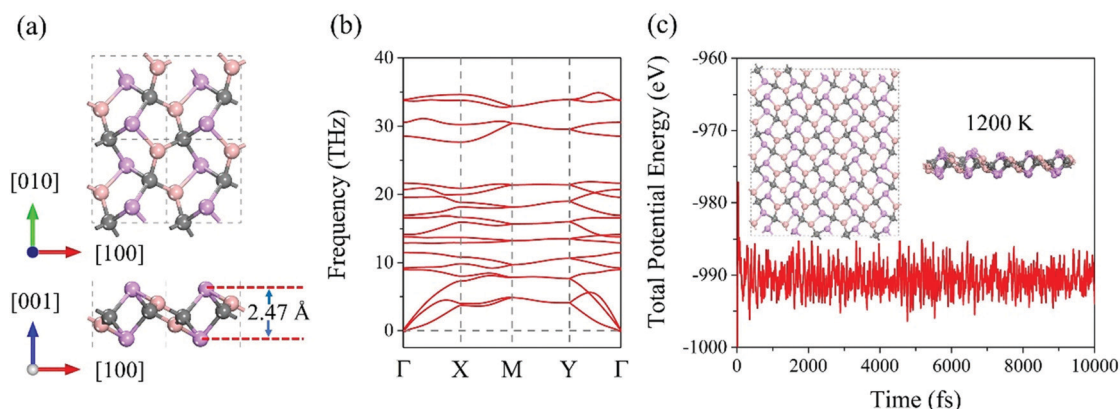 (a)
[010]
[100]
[001]
2.47 Å
[100]
(b)
Frequency (THz)
40
30
20
10
0
Γ X M Y Γ
(c)
Total Potential Energy (eV)
-960
-970
-980
-990
-1000
1200 K
0 2000 4000 6000 8000 10000
Time (fs)